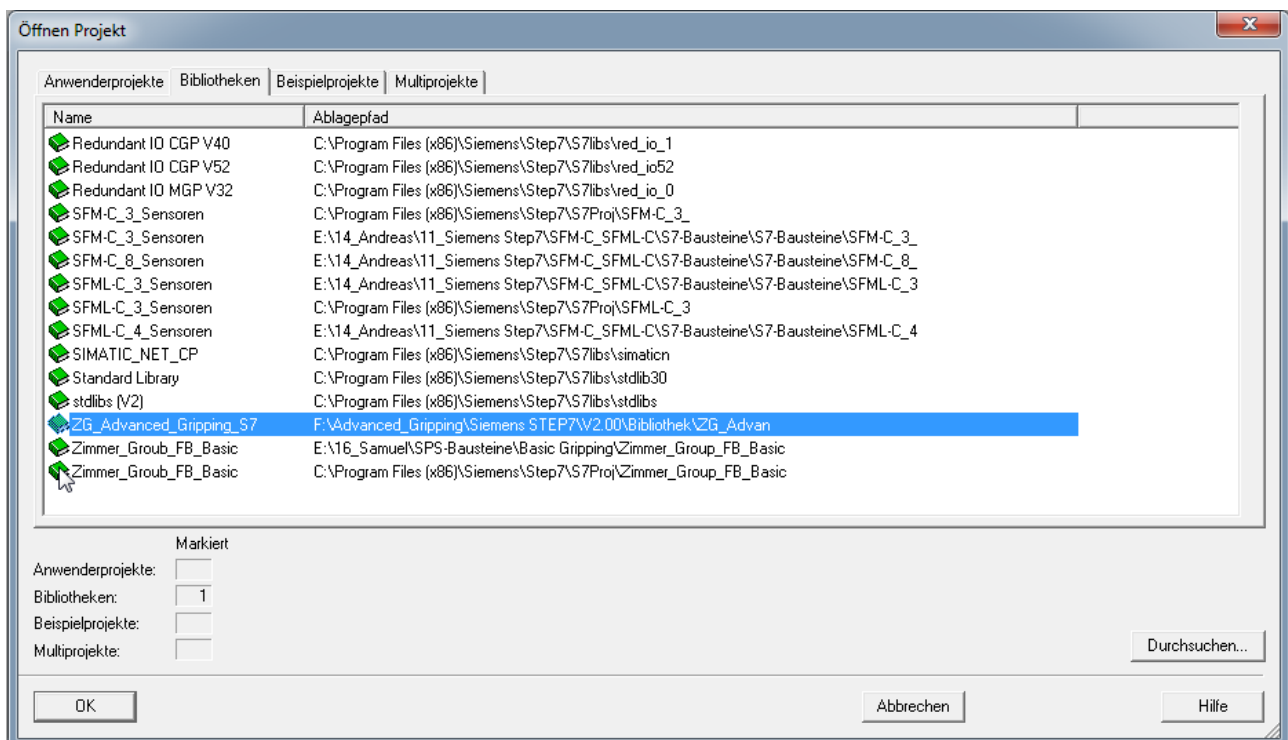 Öffnen Projekt
Anwenderprojekte Bibliotheken Beispielprojekte Multiprojekte
Name Ablagepfad
Redundant IO CGP V40 C:\Program Files (x86)\Siemens\Step7\S7libs\red_io_1
Redundant IO CGP V52 C:\Program Files (x86)\Siemens\Step7\S7libs\red_io52
Redundant IO MGP V32 C:\Program Files (x86)\Siemens\Step7\S7libs\red_io_0
SFM-C_3_Sensoren C:\Program Files (x86)\Siemens\Step7\S7Proj\SFM-C_3_
SFM-C_3_Sensoren E:\14_Andreas\11_Siemens Step7\SFM-C_SFML-C\S7-Bausteine\S7-Bausteine\SFM-C_3_
SFM-C_8_Sensoren E:\14_Andreas\11_Siemens Step7\SFM-C_SFML-C\S7-Bausteine\S7-Bausteine\SFM-C_8_
SFML-C_3_Sensoren E:\14_Andreas\11_Siemens Step7\SFM-C_SFML-C\S7-Bausteine\S7-Bausteine\SFML-C_3
SFML-C_3_Sensoren C:\Program Files (x86)\Siemens\Step7\S7Proj\SFML-C_3
SFML-C_4_Sensoren E:\14_Andreas\11_Siemens Step7\SFM-C_SFML-C\S7-Bausteine\S7-Bausteine\SFML-C_4
SIMATIC_NET_CP C:\Program Files (x86)\Siemens\Step7\S7libs\simaticn
Standard Library C:\Program Files (x86)\Siemens\Step7\S7libs\stdlib30
stdlibs (V2) C:\Program Files (x86)\Siemens\Step7\S7libs\stdlibs
ZG_Advanced_Gripping_S7 F:\Advanced_Gripping\Siemens STEP7\V2.00\Bibliothek\ZG_Advan
Zimmer_Groub_FB_Basic E:\16_Samuel\SPS-Bausteine\Basic Gripping\Zimmer_Group_FB_Basic
Zimmer_Groub_FB_Basic C:\Program Files (x86)\Siemens\Step7\S7Proj\Zimmer_Group_FB_Basic
Markiert
Anwenderprojekte:
Bibliotheken: 1
Beispielprojekte:
Multiprojekte:
Durchsuchen...
OK Abbrechen Hilfe